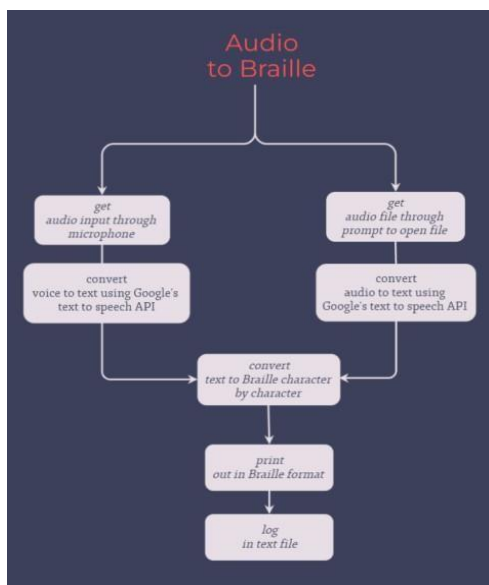 Audio
to Braille
get
audio input through
microphone
get
audio file through
prompt to open file
convert
voice to text using Google's
text to speech API
convert
audio to text using
Google's text to speech API
convert
text to Braille character
by character
print
out in Braille format
log
in text file